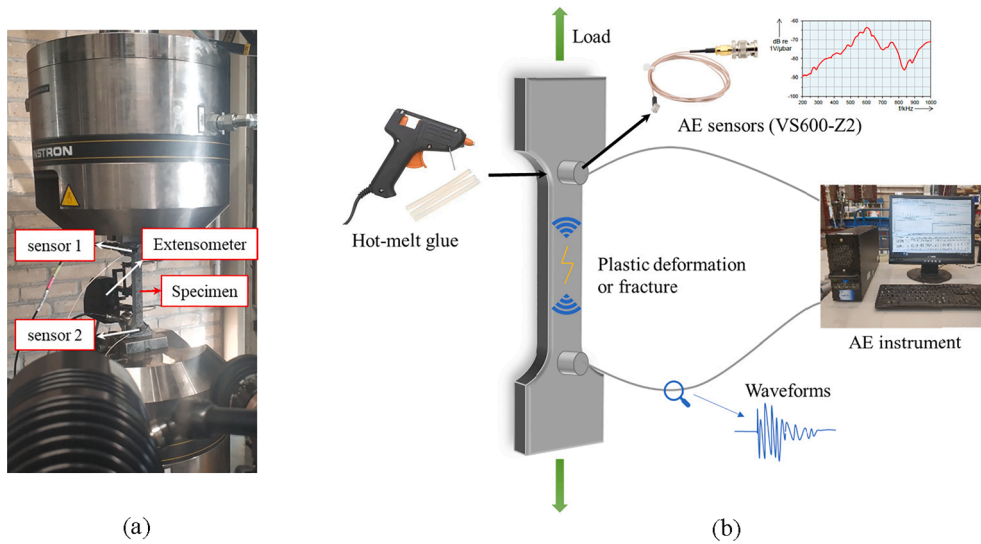 NSTRON
sensor 1
Extensometer
Specimen
sensor 2
(a)
Load
-60
-70
-80
-90
-100
dB re
1V/µbar
200 300 400 500 600 700 800 900 1000
f/kHz
AE sensors (VS600-Z2)
Hot-melt glue
Plastic deformation
or fracture
AE instrument
Waveforms
(b)